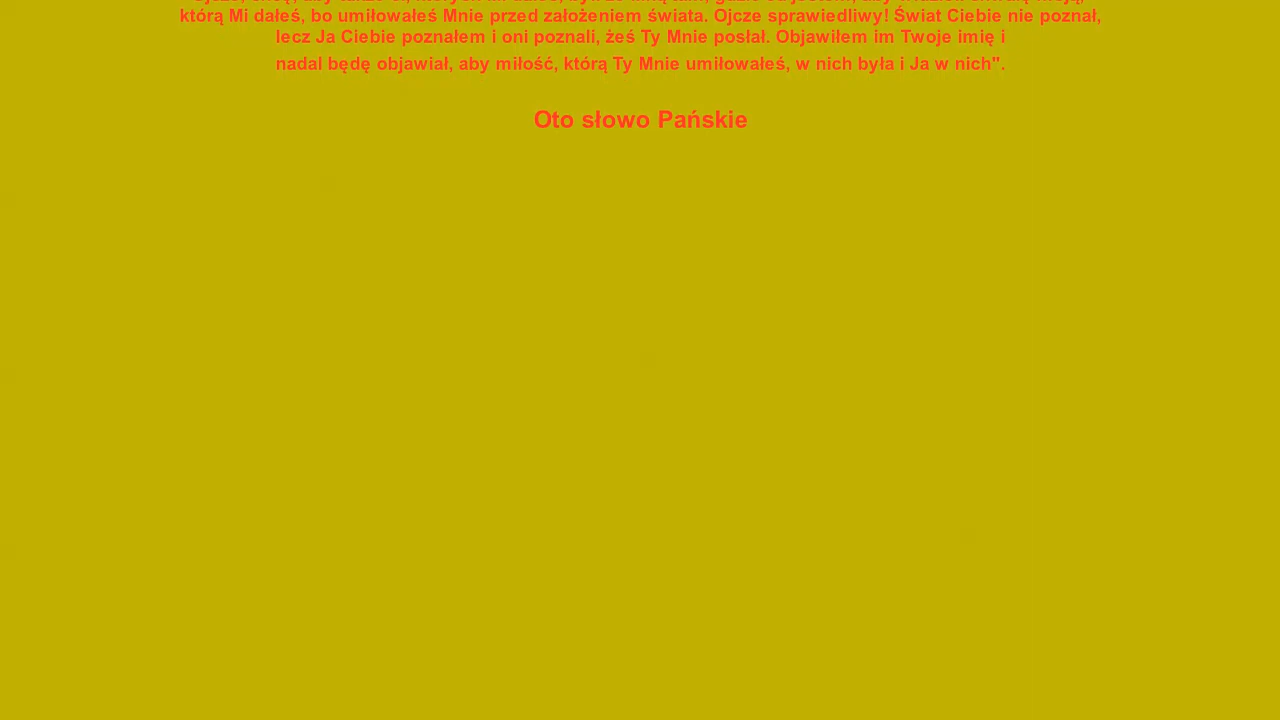 którą Mi dałeś, bo umiłowałeś Mnie przed założeniem świata. Ojcze sprawiedliwy! Świat Ciebie nie poznał,
lecz Ja Ciebie poznałem i oni poznali, żeś Ty Mnie posłał. Objawiłem im Twoje imię i
nadal będę objawiał, aby miłość, którą Ty Mnie umiłowałeś, w nich była i Ja w nich".
Oto słowo Pańskie